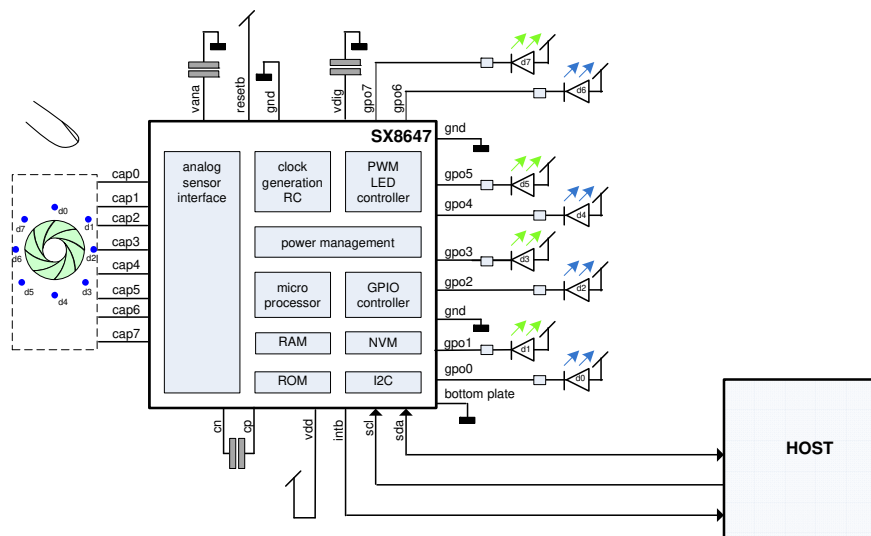 vana
resetb
gnd
vdig
gpo7
gpo6
d7
d6
SX8647
gnd
cap0
cap1
cap2
cap3
cap4
cap5
cap6
cap7
d0
d1
d2
d3
d4
d5
d6
d7
analog
sensor
interface
clock
generation
RC
PWM
LED
controller
power management
micro
processor
GPIO
controller
RAM
NVM
ROM
I2C
gpo5
d5
gpo4
d4
gpo3
d3
gpo2
d2
gnd
gpo1
d1
gpo0
d0
bottom plate
cn
cp
vdd
intb
scl
sda
HOST